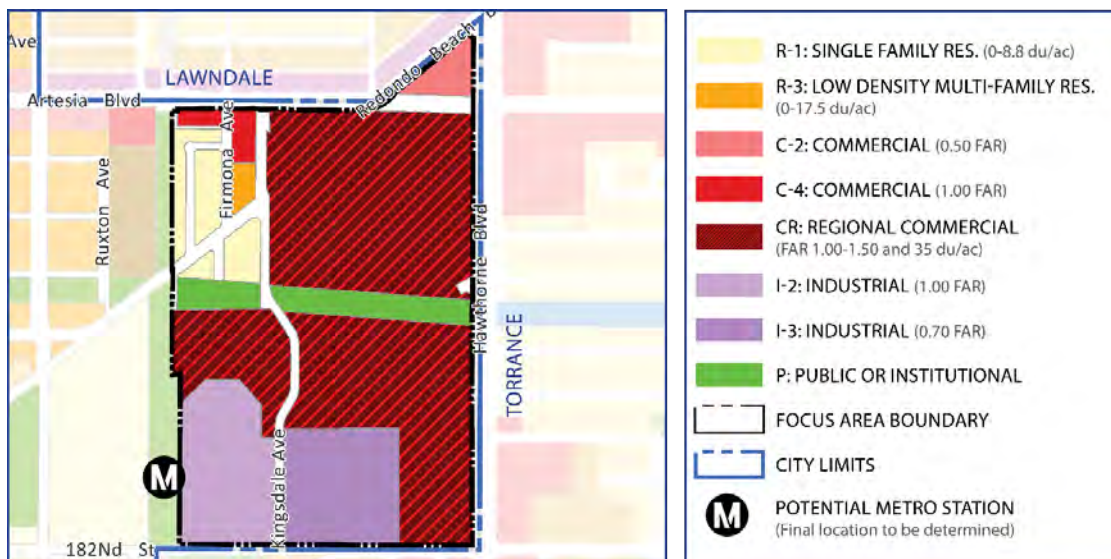 Ave
LAWNDALE
Artesia Blvd
Redondo Beach B
Ruxton Ave
Firmona Ave
Hawthorne Blvd
TORRANCE
Kingsdale Ave
M
182Nd St
R-1: SINGLE FAMILY RES. (0-8.8 du/ac)
R-3: LOW DENSITY MULTI-FAMILY RES.
(0-17.5 du/ac)
C-2: COMMERCIAL (0.50 FAR)
C-4: COMMERCIAL (1.00 FAR)
CR: REGIONAL COMMERCIAL
(FAR 1.00-1.50 and 35 du/ac)
I-2: INDUSTRIAL (1.00 FAR)
I-3: INDUSTRIAL (0.70 FAR)
P: PUBLIC OR INSTITUTIONAL
FOCUS AREA BOUNDARY
CITY LIMITS
M
POTENTIAL METRO STATION
(Final location to be determined)